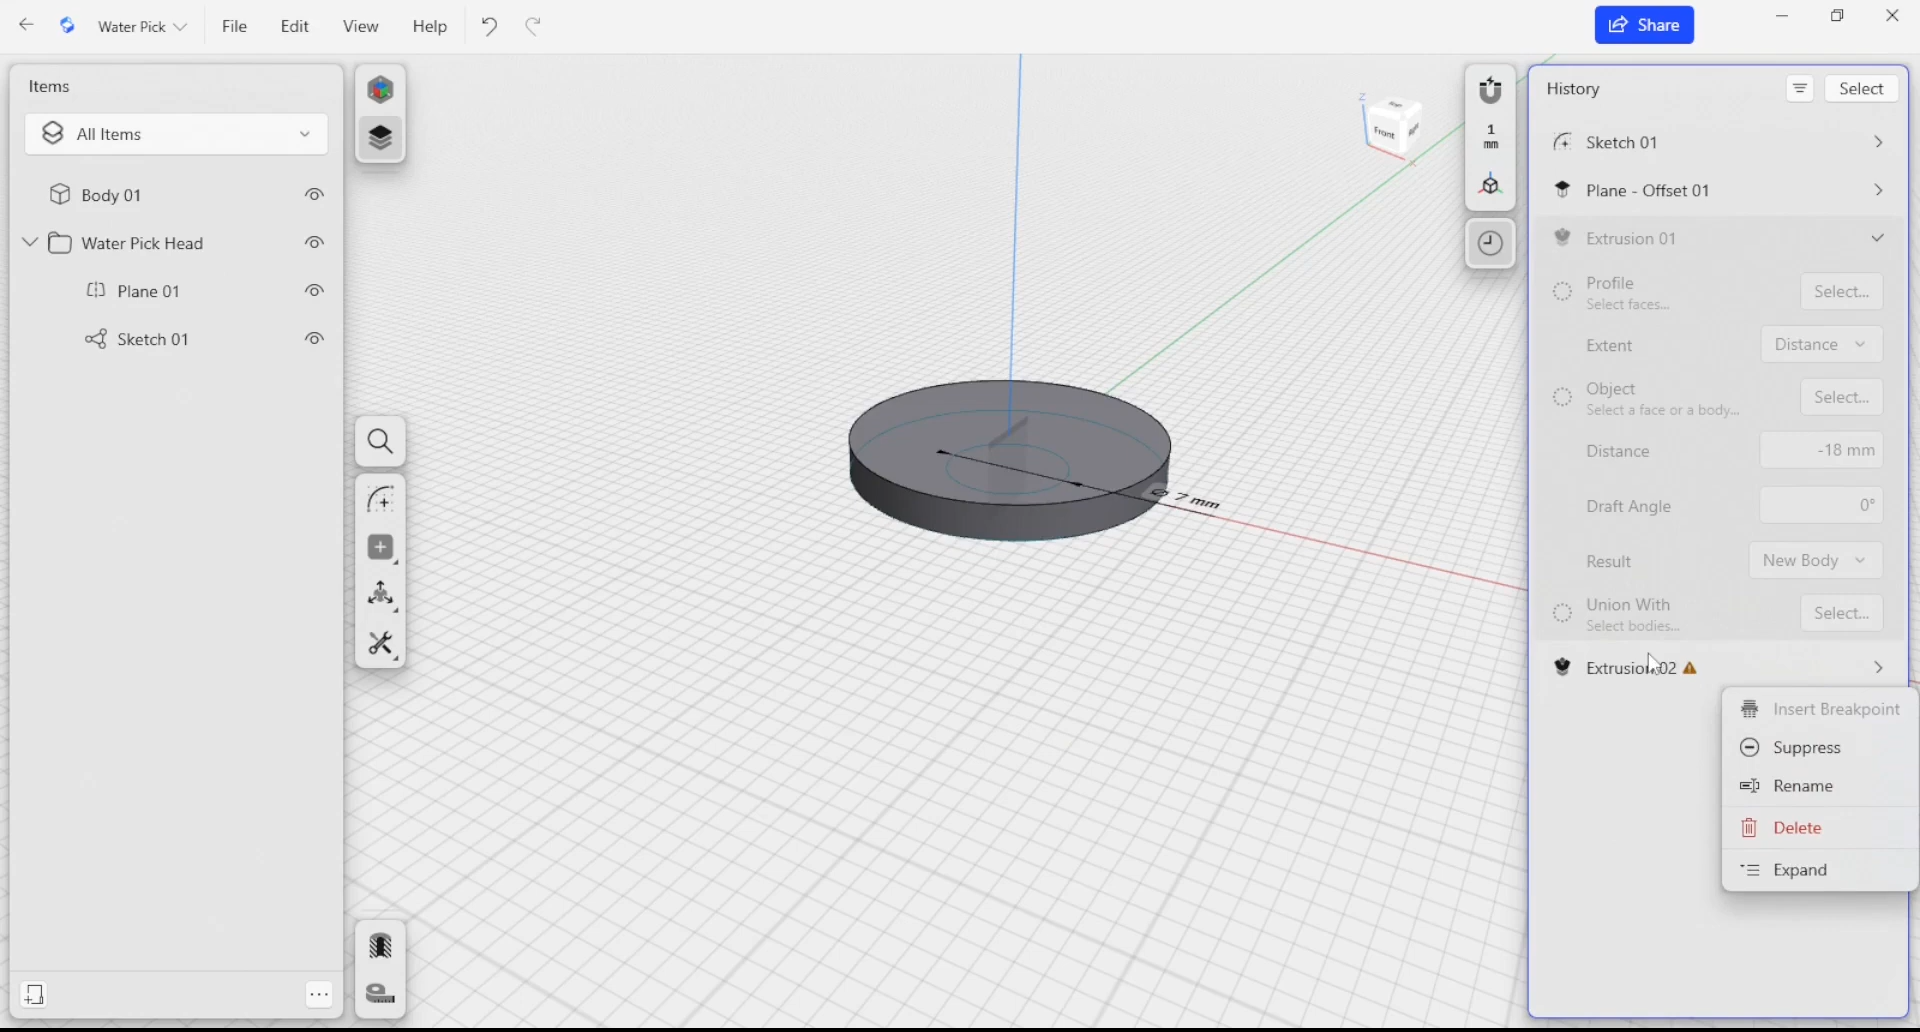 Water Pick
File
Edit
View
Help
Share
Items
All Items
Body 01
Water Pick Head
Plane 01
Sketch 01
Z
Top
Front
Right
X
⌀ 7 mm
1
mm
History
Select
Sketch 01
Plane - Offset 01
Extrusion 01
Profile
Select faces...
Select...
Extent
Distance
Object
Select a face or a body...
Select...
Distance
-18 mm
Draft Angle
0°
Result
New Body
Union With
Select bodies...
Select...
Extrusion 02
Insert Breakpoint
Suppress
Rename
Delete
Expand